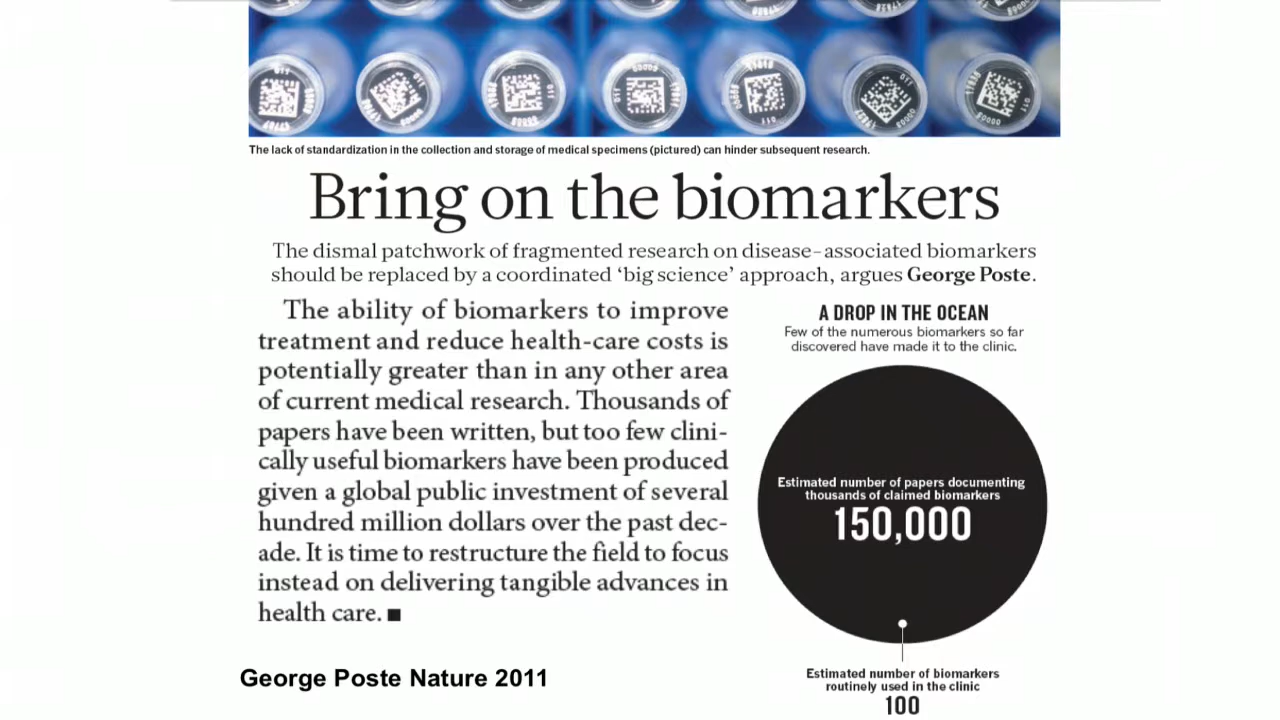 The lack of standardization in the collection and storage of medical specimens (pictured) can hinder subsequent research.
Bring on the biomarkers
The dismal patchwork of fragmented research on disease-associated biomarkers
should be replaced by a coordinated ‘big science’ approach, argues George Poste.
The ability of biomarkers to improve
treatment and reduce health-care costs is
potentially greater than in any other area
of current medical research. Thousands of
papers have been written, but too few clini-
cally useful biomarkers have been produced
given a global public investment of several
hundred million dollars over the past dec-
ade. It is time to restructure the field to focus
instead on delivering tangible advances in
health care. ■
A DROP IN THE OCEAN
Few of the numerous biomarkers so far
discovered have made it to the clinic.
Estimated number of papers documenting
thousands of claimed biomarkers
150,000
Estimated number of biomarkers
routinely used in the clinic
100
George Poste Nature 2011